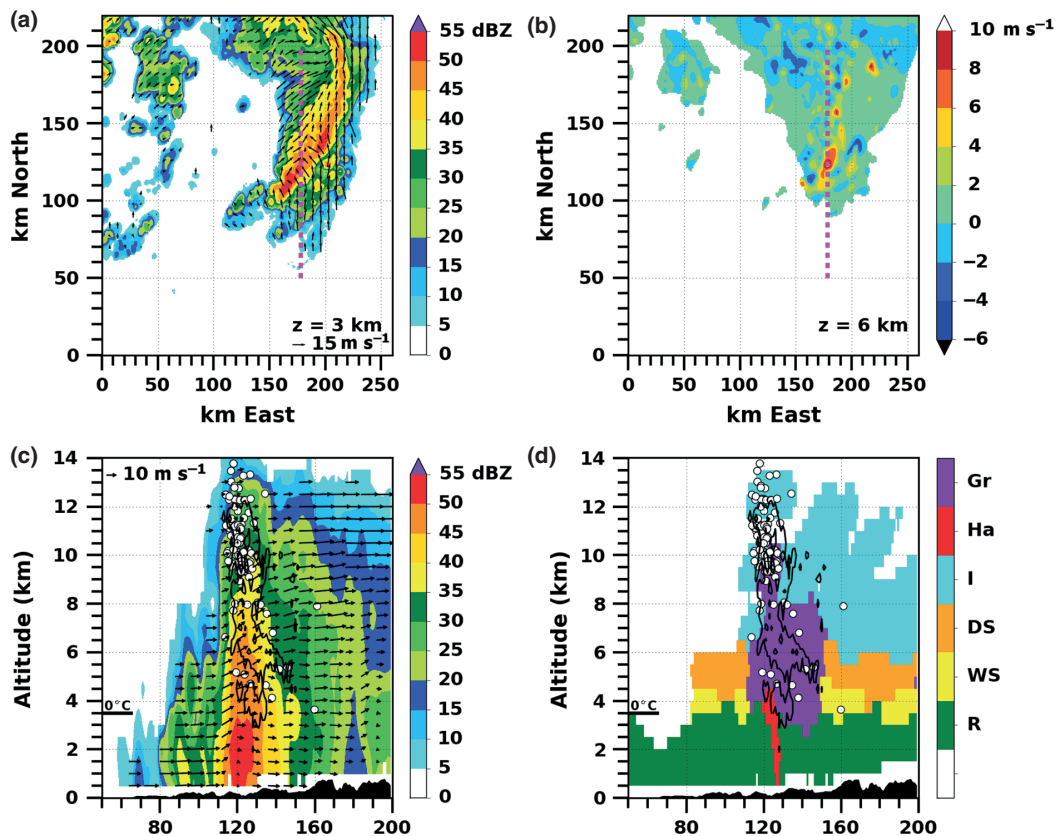 (a)
55 dBZ
50
45
40
35
30
25
20
15
10
5
0
200
150
100
50
0
km North
z = 3 km
→ 15 m s⁻¹
0 50 100 150 200 250
km East
(b)
10 m s⁻¹
8
6
4
2
0
−2
−4
−6
200
150
100
50
0
km North
z = 6 km
0 50 100 150 200 250
km East
(c)
→ 10 m s⁻¹
55 dBZ
50
45
40
35
30
25
20
15
10
5
0
14
12
10
8
6
4
2
0
Altitude (km)
0°C
80 120 160 200
(d)
14
12
10
8
6
4
2
0
Altitude (km)
0°C
80 120 160 200
Gr
Ha
I
DS
WS
R